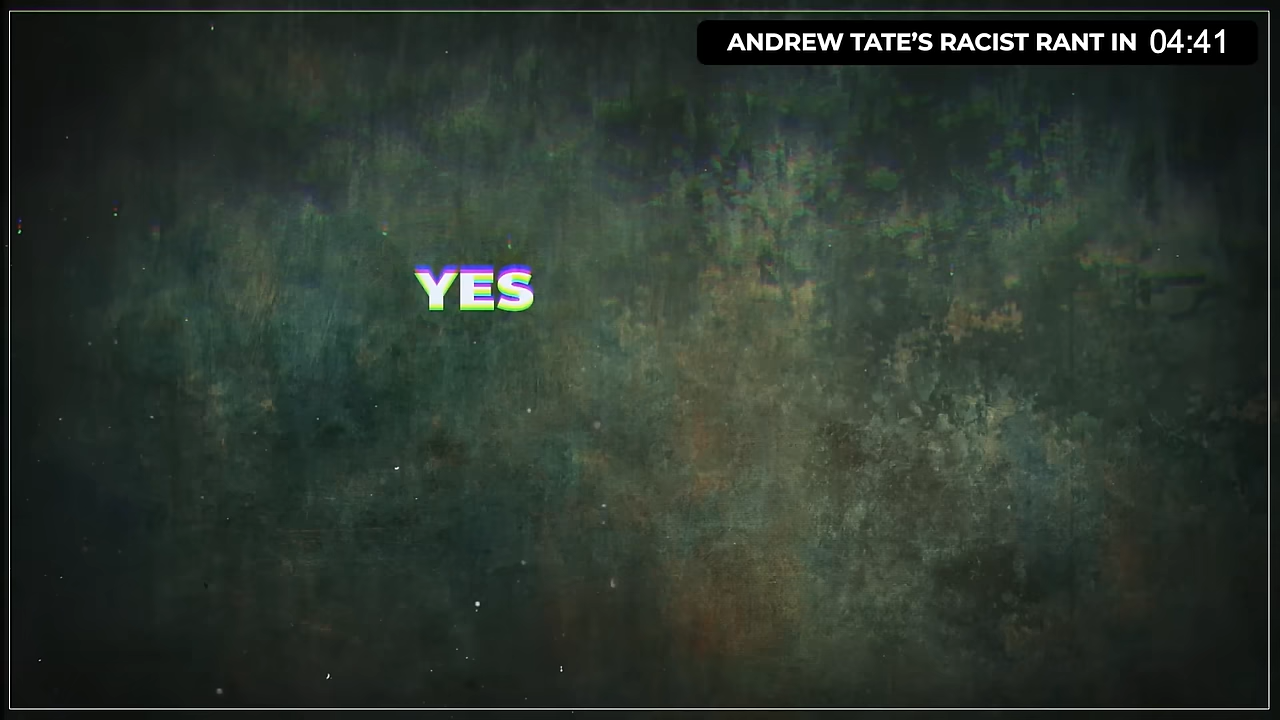 ANDREW TATE’S RACIST RANT IN 04:41
YES